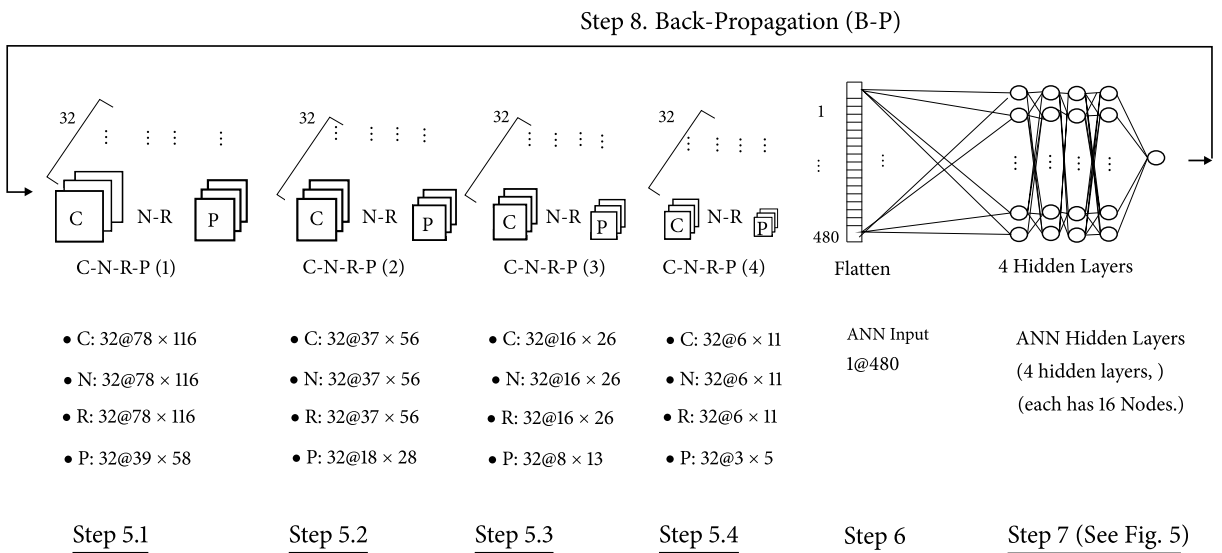 Step 8. Back-Propagation (B-P)
32
32
32
32
1
480
C N-R P
C N-R P
C N-R P
C N-R P
C-N-R-P (1)
C-N-R-P (2)
C-N-R-P (3)
C-N-R-P (4)
Flatten
4 Hidden Layers
• C: 32@78 × 116
• N: 32@78 × 116
• R: 32@78 × 116
• P: 32@39 × 58
• C: 32@37 × 56
• N: 32@37 × 56
• R: 32@37 × 56
• P: 32@18 × 28
• C: 32@16 × 26
• N: 32@16 × 26
• R: 32@16 × 26
• P: 32@8 × 13
• C: 32@6 × 11
• N: 32@6 × 11
• R: 32@6 × 11
• P: 32@3 × 5
ANN Input
1@480
ANN Hidden Layers
(4 hidden layers, )
(each has 16 Nodes.)
Step 5.1
Step 5.2
Step 5.3
Step 5.4
Step 6
Step 7 (See Fig. 5)